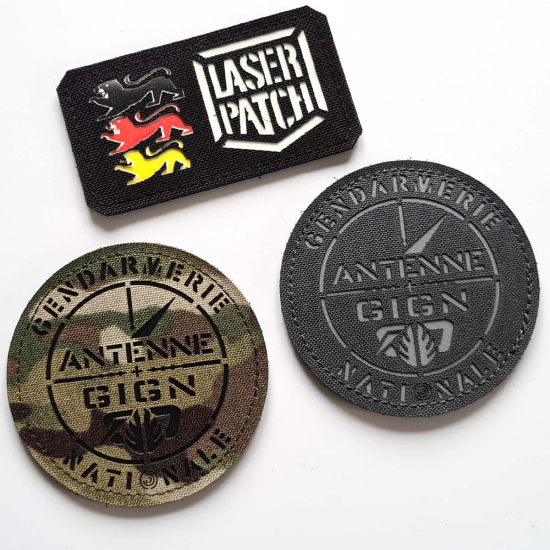 LASER
PATCH
GENDARMERIE
ANTENNE
GIGN
NATIONALE
GENDARMERIE
ANTENNE
GIGN
NATIONALE